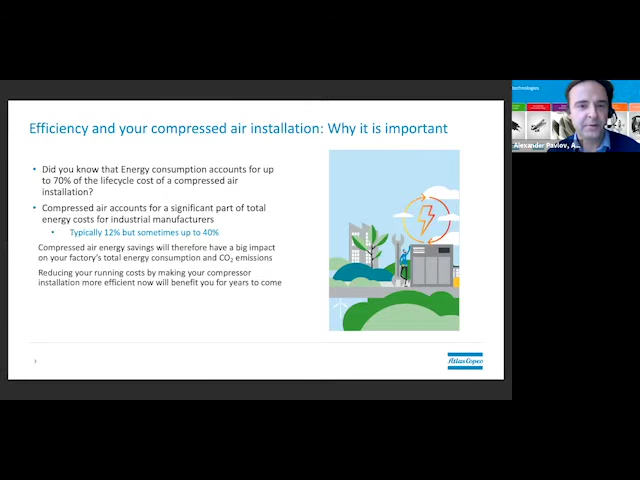 Efficiency and your compressed air installation: Why it is important
• Did you know that Energy consumption accounts for up
to 70% of the lifecycle cost of a compressed air
installation?
• Compressed air accounts for a significant part of total
energy costs for industrial manufacturers
• Typically 12% but sometimes up to 40%
Compressed air energy savings will therefore have a big impact
on your factory's total energy consumption and CO2 emissions
Reducing your running costs by making your compressor
installation more efficient now will benefit you for years to come
3
Atlas Copco
technologies
Alexander Pavlov, A...